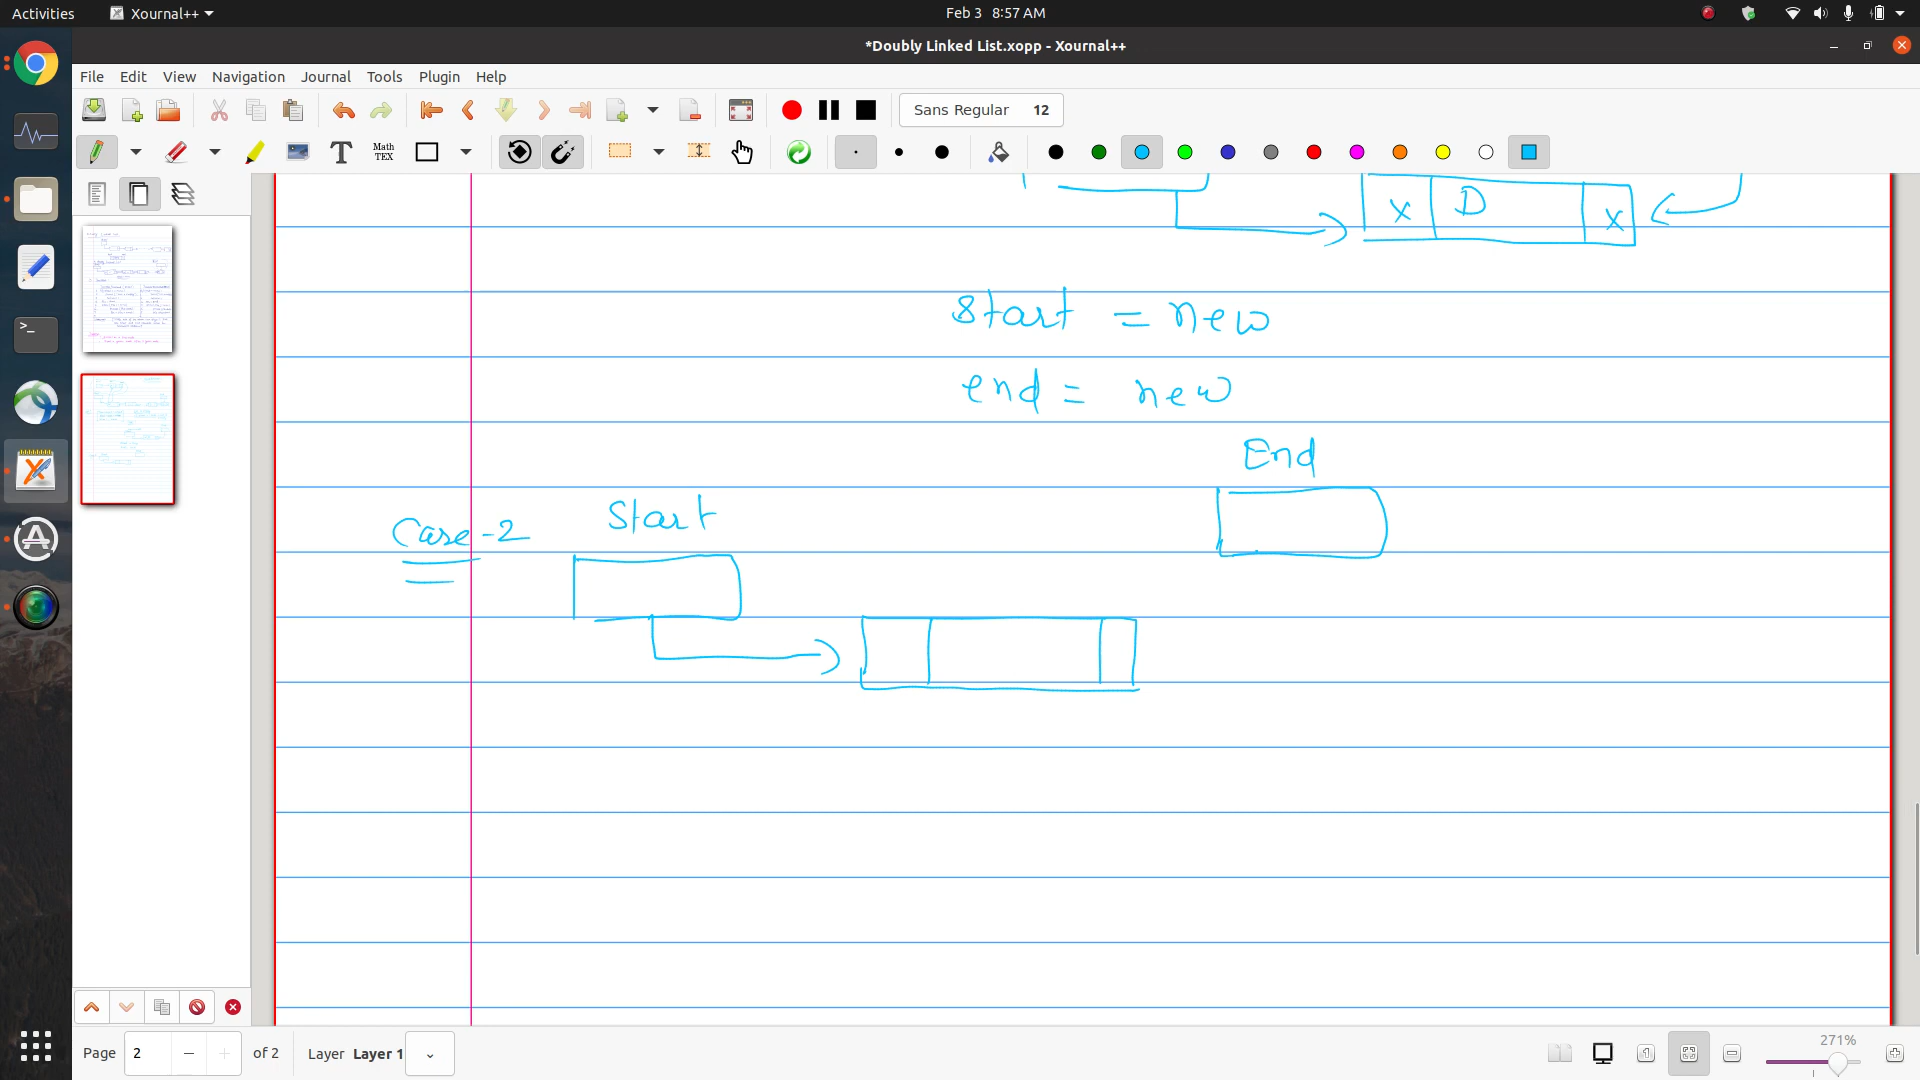 Activities
Xournal++
Feb 3 8:57 AM
*Doubly Linked List.xopp - Xournal++
File Edit View Navigation Journal Tools Plugin Help
Sans Regular 12
T
Math
TEX
X D X
Start = new
end = new
End
Case-2 Start
Page 2 of 2 Layer Layer 1
271%